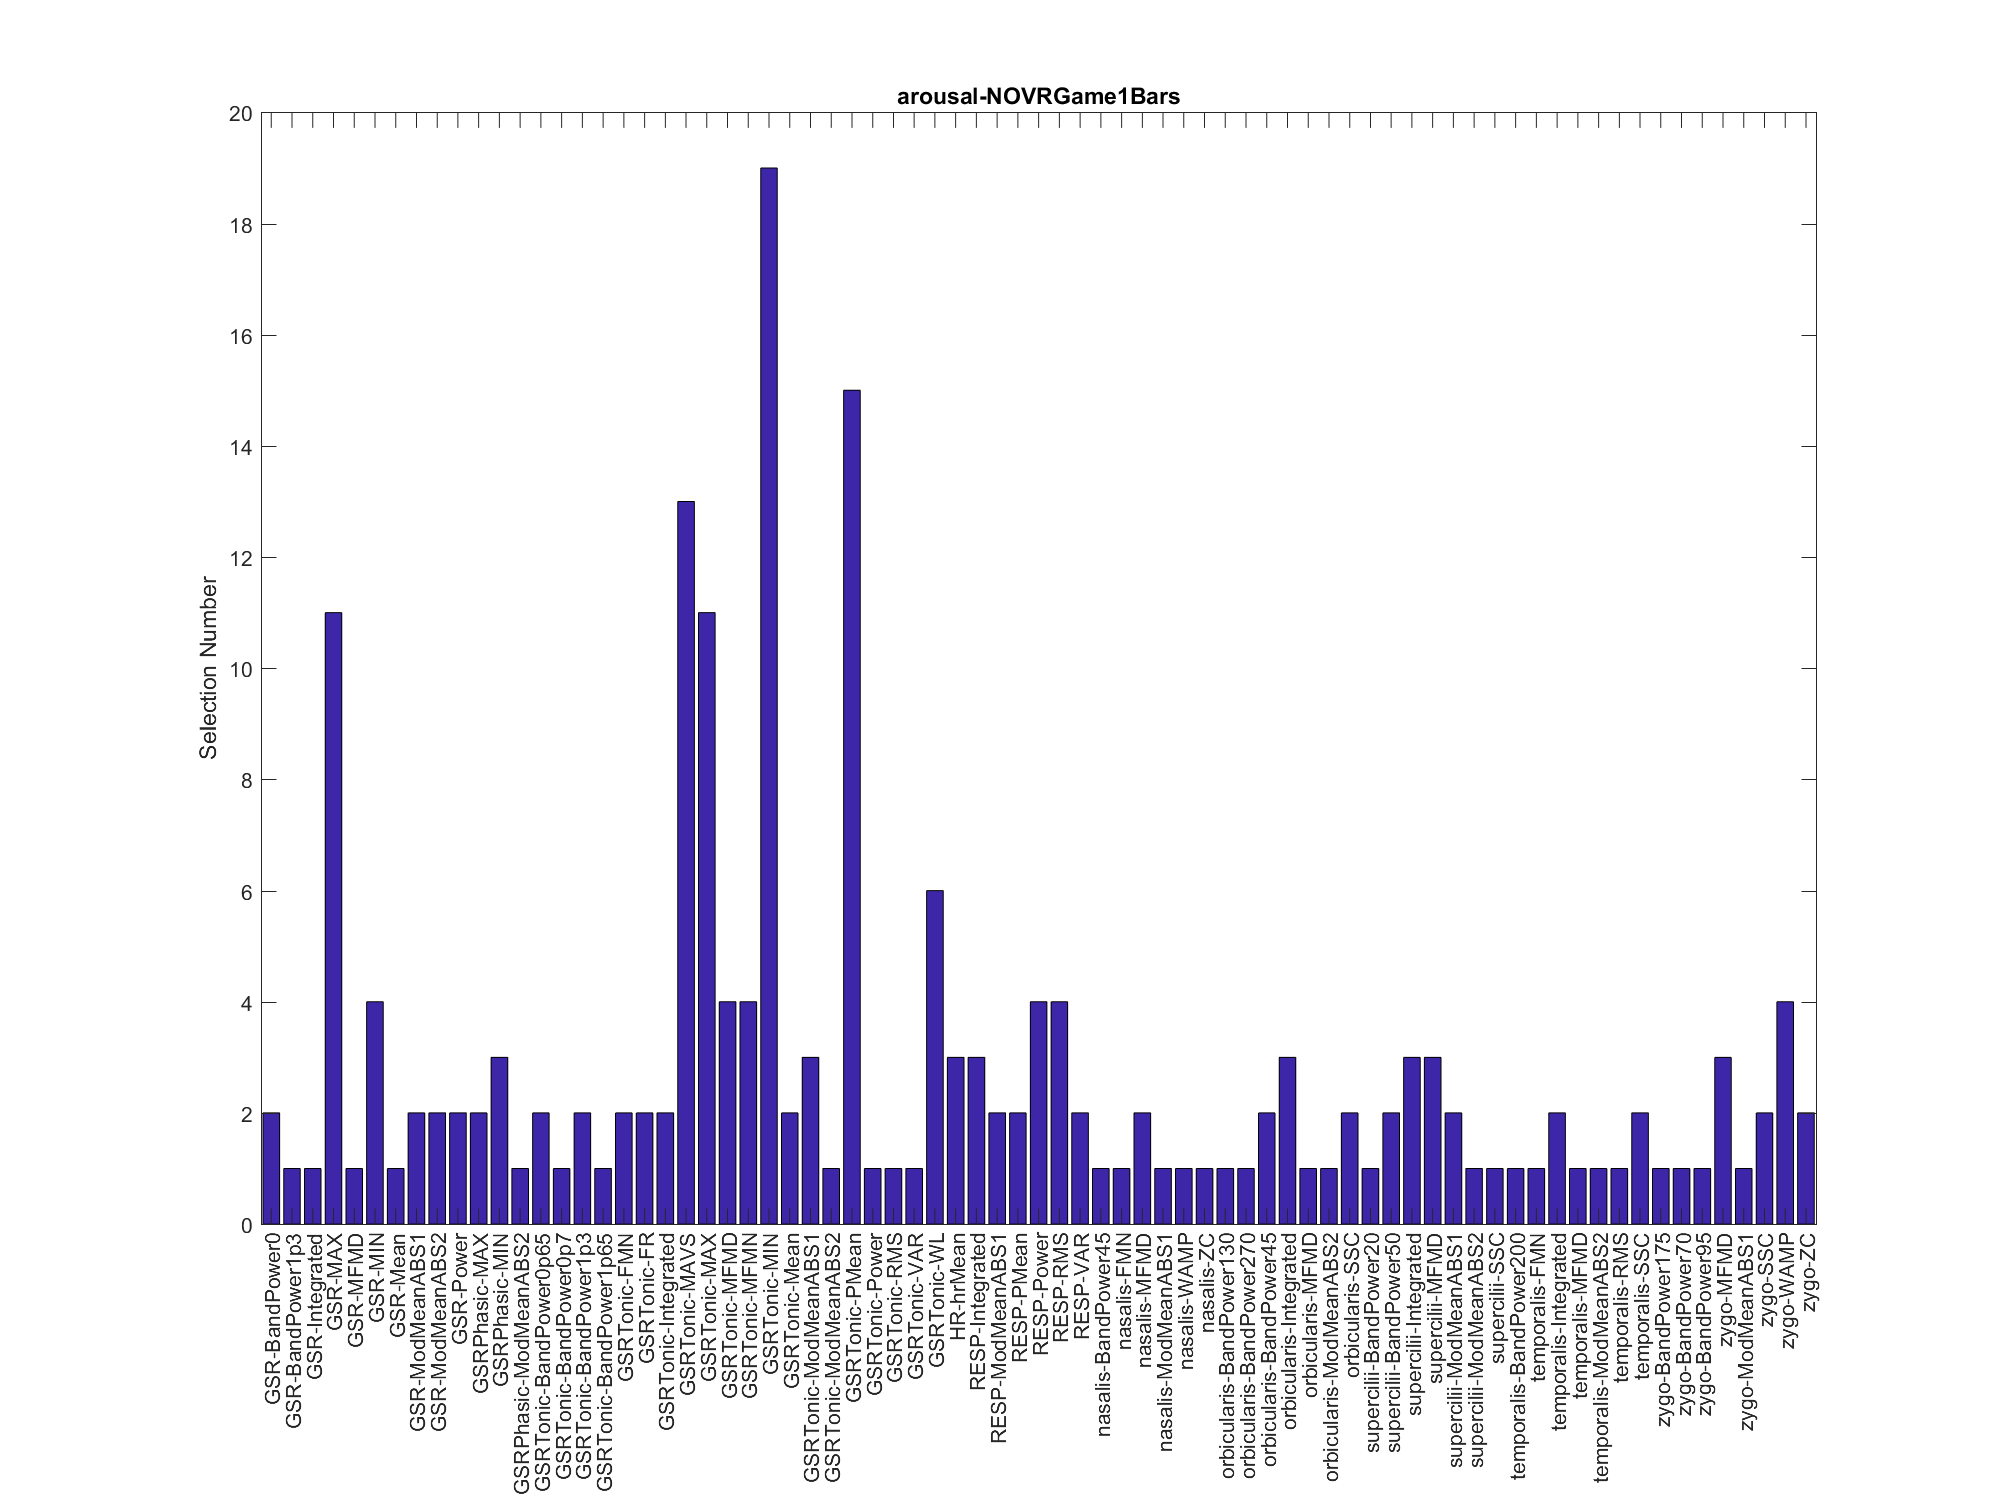 arousal-NOVRGame1Bars
20
18
16
14
12
10
8
6
4
2
0
Selection Number
GSR-BandPower0
GSR-BandPower1p3
GSR-Integrated
GSR-MAX
GSR-MFMD
GSR-MIN
GSR-Mean
GSR-ModMeanABS1
GSR-ModMeanABS2
GSR-Power
GSRPhasic-MAX
GSRPhasic-MIN
GSRPhasic-ModMeanABS2
GSRTonic-BandPower0p65
GSRTonic-BandPower0p7
GSRTonic-BandPower1p3
GSRTonic-BandPower1p65
GSRTonic-FMN
GSRTonic-FR
GSRTonic-Integrated
GSRTonic-MAVS
GSRTonic-MAX
GSRTonic-MFMD
GSRTonic-MFMN
GSRTonic-MIN
GSRTonic-Mean
GSRTonic-ModMeanABS1
GSRTonic-ModMeanABS2
GSRTonic-PMean
GSRTonic-Power
GSRTonic-RMS
GSRTonic-VAR
GSRTonic-WL
HR-hrMean
RESP-Integrated
RESP-ModMeanABS1
RESP-PMean
RESP-Power
RESP-RMS
RESP-VAR
nasalis-BandPower45
nasalis-FMN
nasalis-MFMD
nasalis-ModMeanABS1
nasalis-WAMP
nasalis-ZC
orbicularis-BandPower130
orbicularis-BandPower270
orbicularis-BandPower45
orbicularis-Integrated
orbicularis-MFMD
orbicularis-ModMeanABS2
orbicularis-SSC
supercilii-BandPower20
supercilii-BandPower50
supercilii-Integrated
supercilii-MFMD
supercilii-ModMeanABS1
supercilii-ModMeanABS2
supercilii-SSC
temporalis-BandPower200
temporalis-FMN
temporalis-Integrated
temporalis-MFMD
temporalis-ModMeanABS2
temporalis-RMS
temporalis-SSC
zygo-BandPower175
zygo-BandPower70
zygo-BandPower95
zygo-MFMD
zygo-ModMeanABS1
zygo-SSC
zygo-WAMP
zygo-ZC